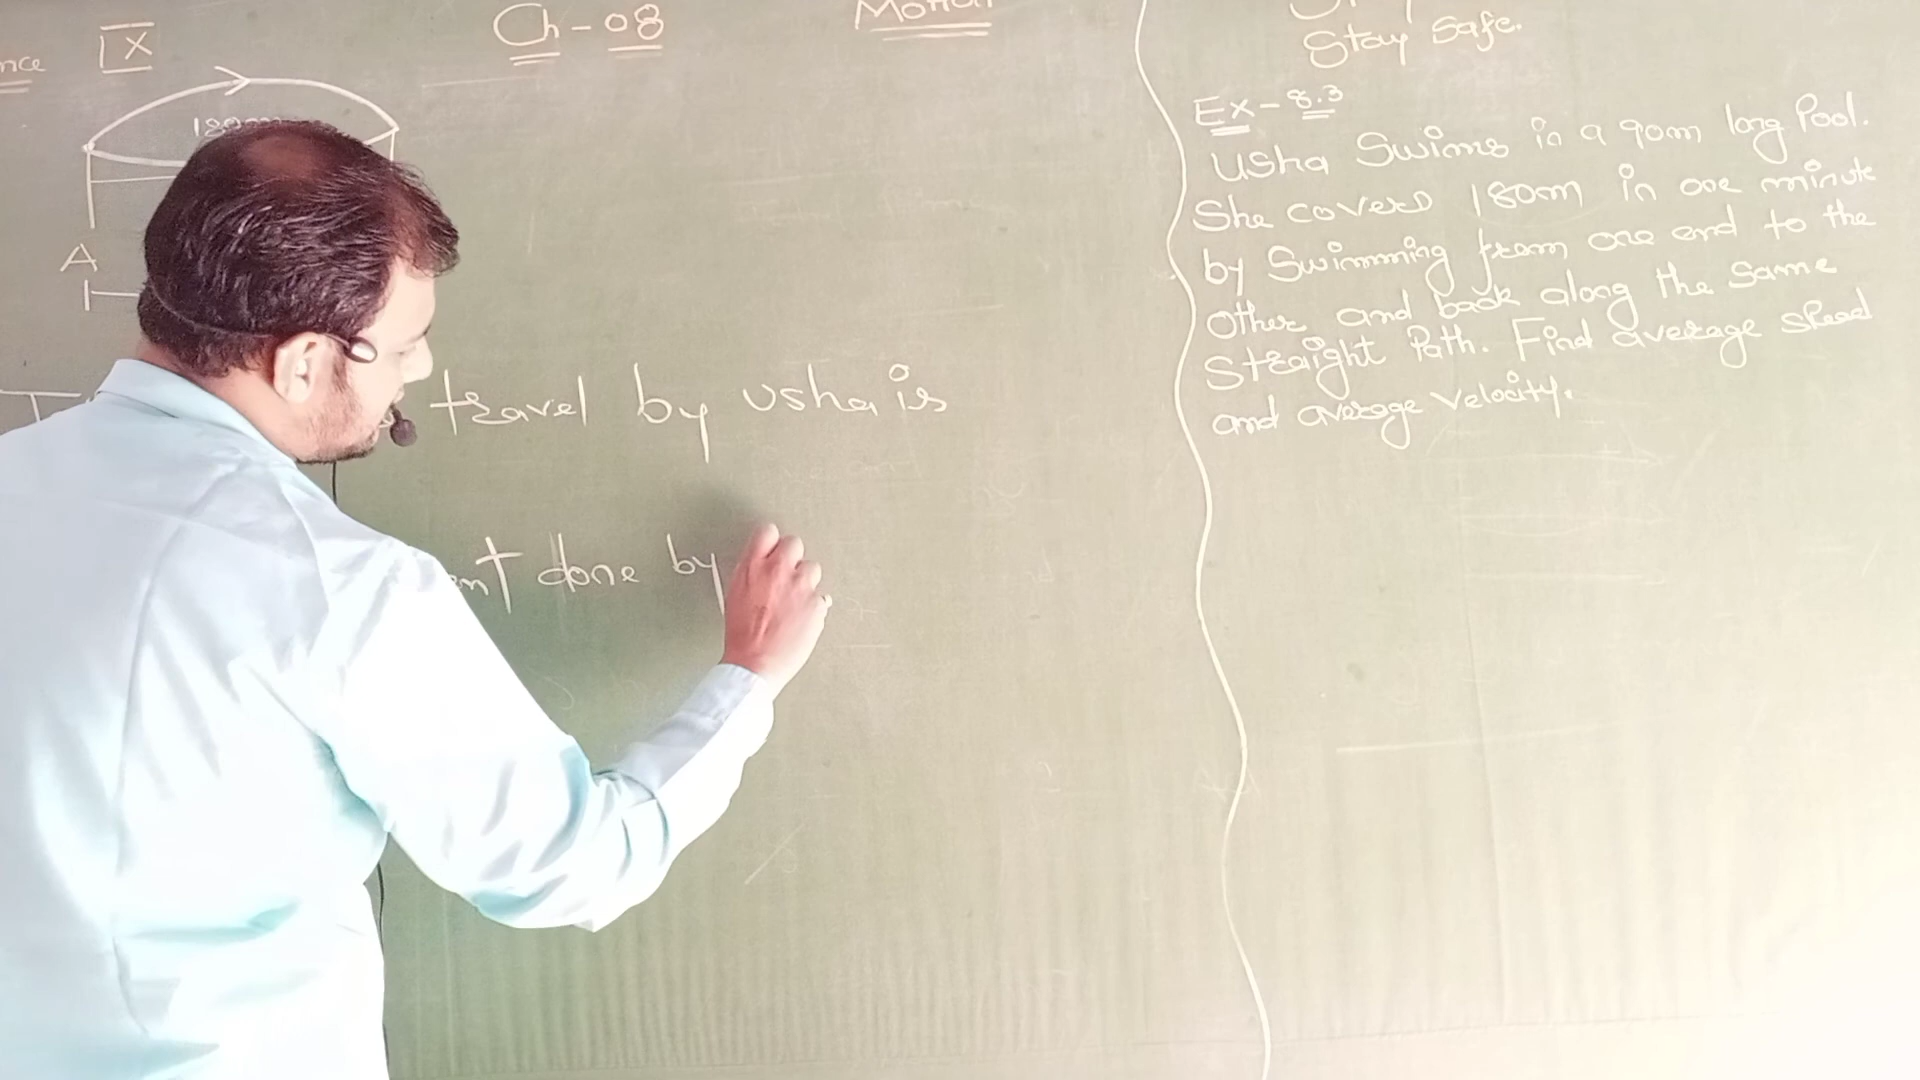 IX
Ch-08
Motion
180m
A
travel by usha is
done by
Stay Safe.
Ex-8.3
Usha Swims in a 90m long Pool.
She covers 180m in one minute
by Swimming from one end to the
Other and back along the Same
Straight Path. Find average speed
and average velocity.